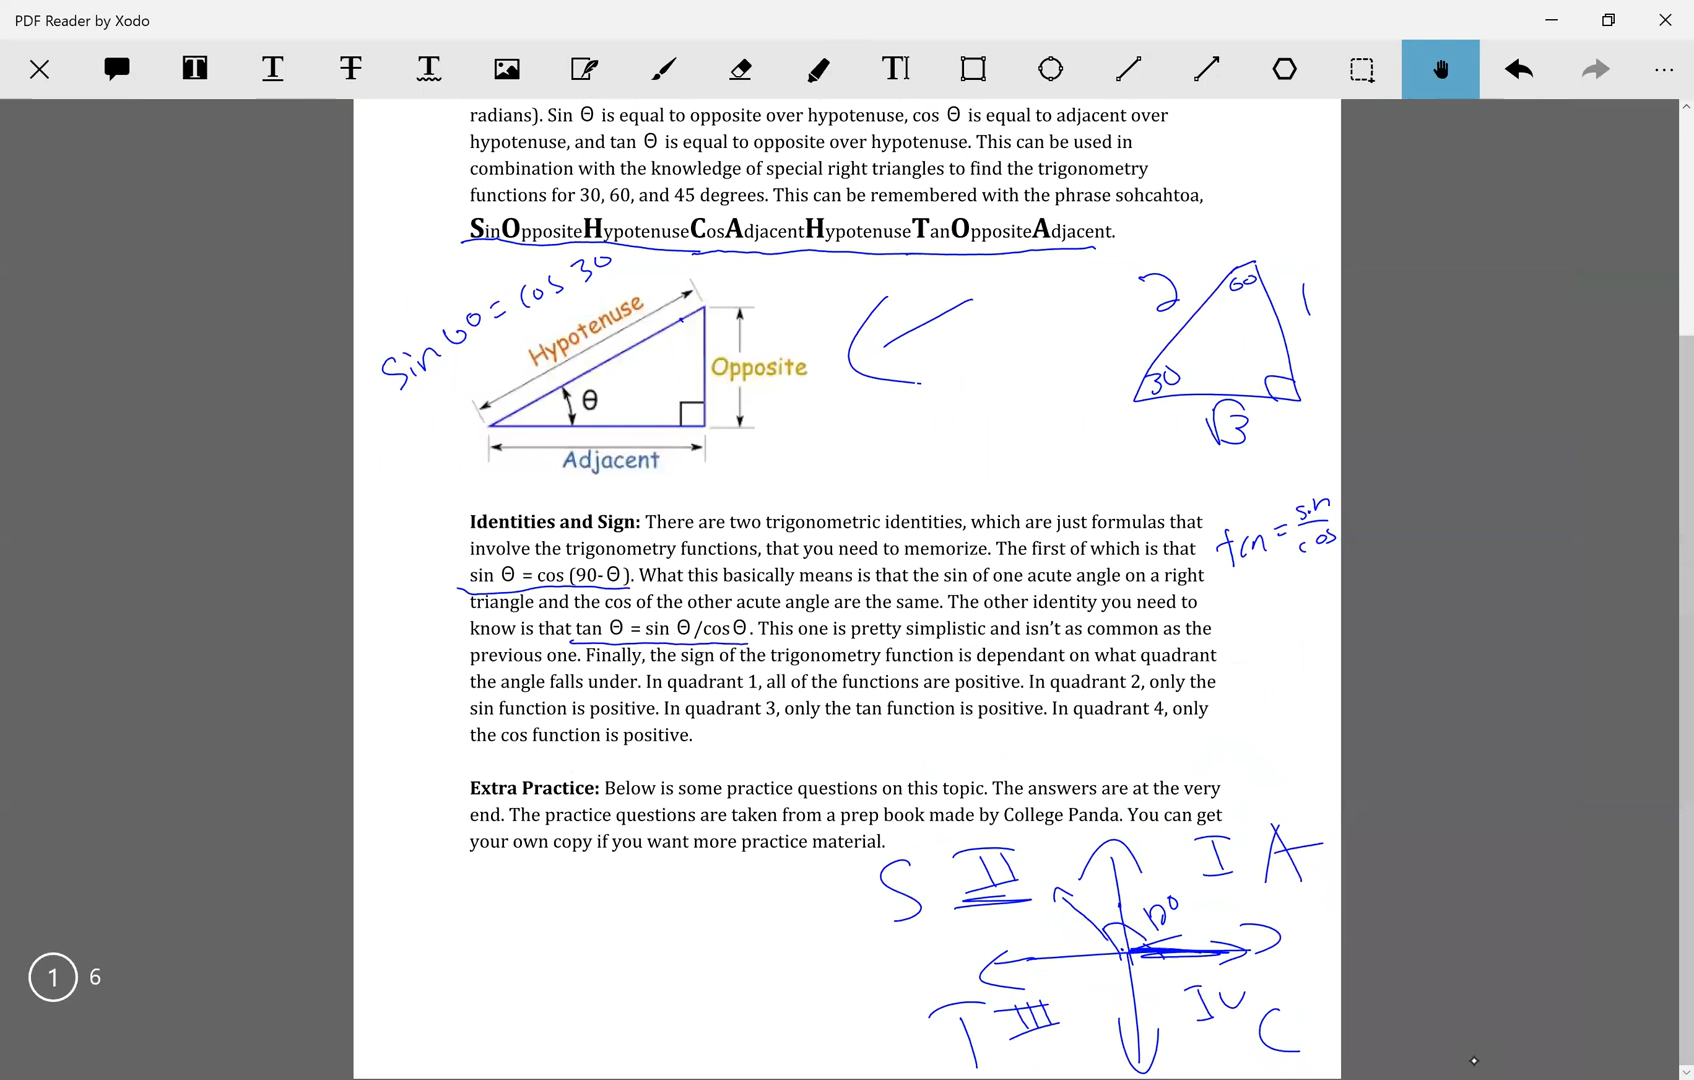 PDF Reader by Xodo
radians). Sin Θ is equal to opposite over hypotenuse, cos Θ is equal to adjacent over
hypotenuse, and tan Θ is equal to opposite over hypotenuse. This can be used in
combination with the knowledge of special right triangles to find the trigonometry
functions for 30, 60, and 45 degrees. This can be remembered with the phrase sohcahtoa,
SinOppositeHypotenuseCosAdjacentHypotenuseTanOppositeAdjacent.
sin 60 = cos 30
Hypotenuse
Opposite
θ
Adjacent
2
60
1
30
√3
Identities and Sign: There are two trigonometric identities, which are just formulas that
involve the trigonometry functions, that you need to memorize. The first of which is that
sin Θ = cos (90-Θ). What this basically means is that the sin of one acute angle on a right
triangle and the cos of the other acute angle are the same. The other identity you need to
know is that tan Θ = sin Θ/cosΘ. This one is pretty simplistic and isn't as common as the
previous one. Finally, the sign of the trigonometry function is dependant on what quadrant
the angle falls under. In quadrant 1, all of the functions are positive. In quadrant 2, only the
sin function is positive. In quadrant 3, only the tan function is positive. In quadrant 4, only
the cos function is positive.
tan = sin
cos
Extra Practice: Below is some practice questions on this topic. The answers are at the very
end. The practice questions are taken from a prep book made by College Panda. You can get
your own copy if you want more practice material.
S II I A
T III IV C
1 6